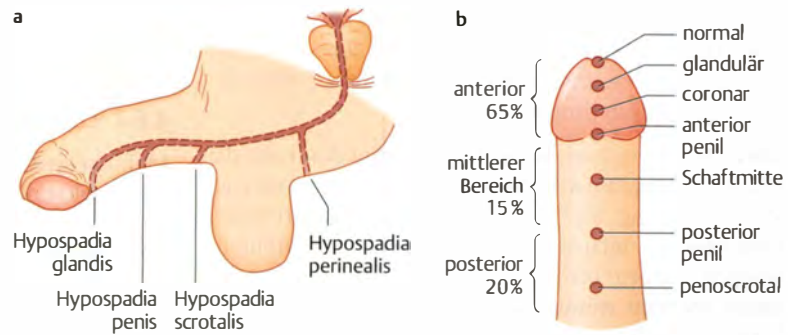 a
Hypospadia
glandis
Hypospadia
penis
Hypospadia
scrotalis
Hypospadia
perinealis
b
anterior
65%
mittlerer
Bereich
15%
posterior
20%
normal
glandulär
coronar
anterior
penil
Schaftmitte
posterior
penil
penoscrotal